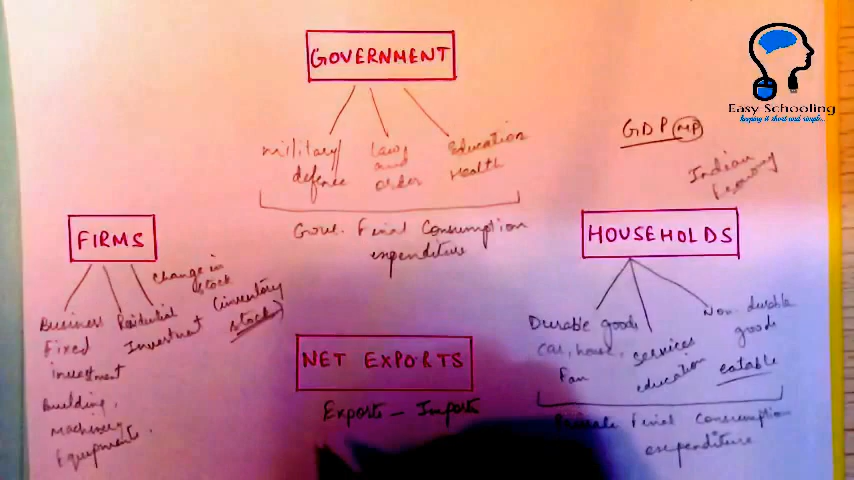 GOVERNMENT
Easy Schooling
keeping it short and simple...
GDP MP
Indian
Economy
military/
defence
Law
and
order
Education
Health
Gove. Final Consumption
expenditure
FIRMS
change in
stock
(inventory
stock)
Business
Fixed
investment
Building,
machinery
Equipments.
Residential
Investment
HOUSEHOLDS
Durable goods
car, house,
Fan
services
education
Non-durable
goods
eatable
Private Final Consumption
expenditure
NET EXPORTS
Exports - Imports